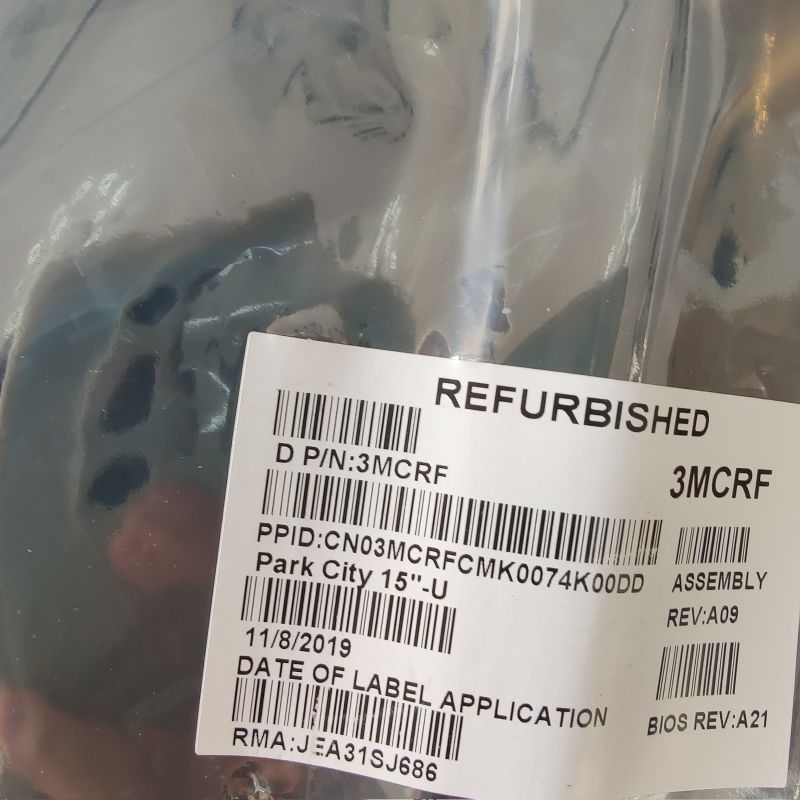 REFURBISHED
D P/N:3MCRF
3MCRF
PPID:CN03MCRFCMK0074K00DD
Park City 15"-U
ASSEMBLY
REV:A09
11/8/2019
DATE OF LABEL APPLICATION
BIOS REV:A21
RMA:JEA31SJ686